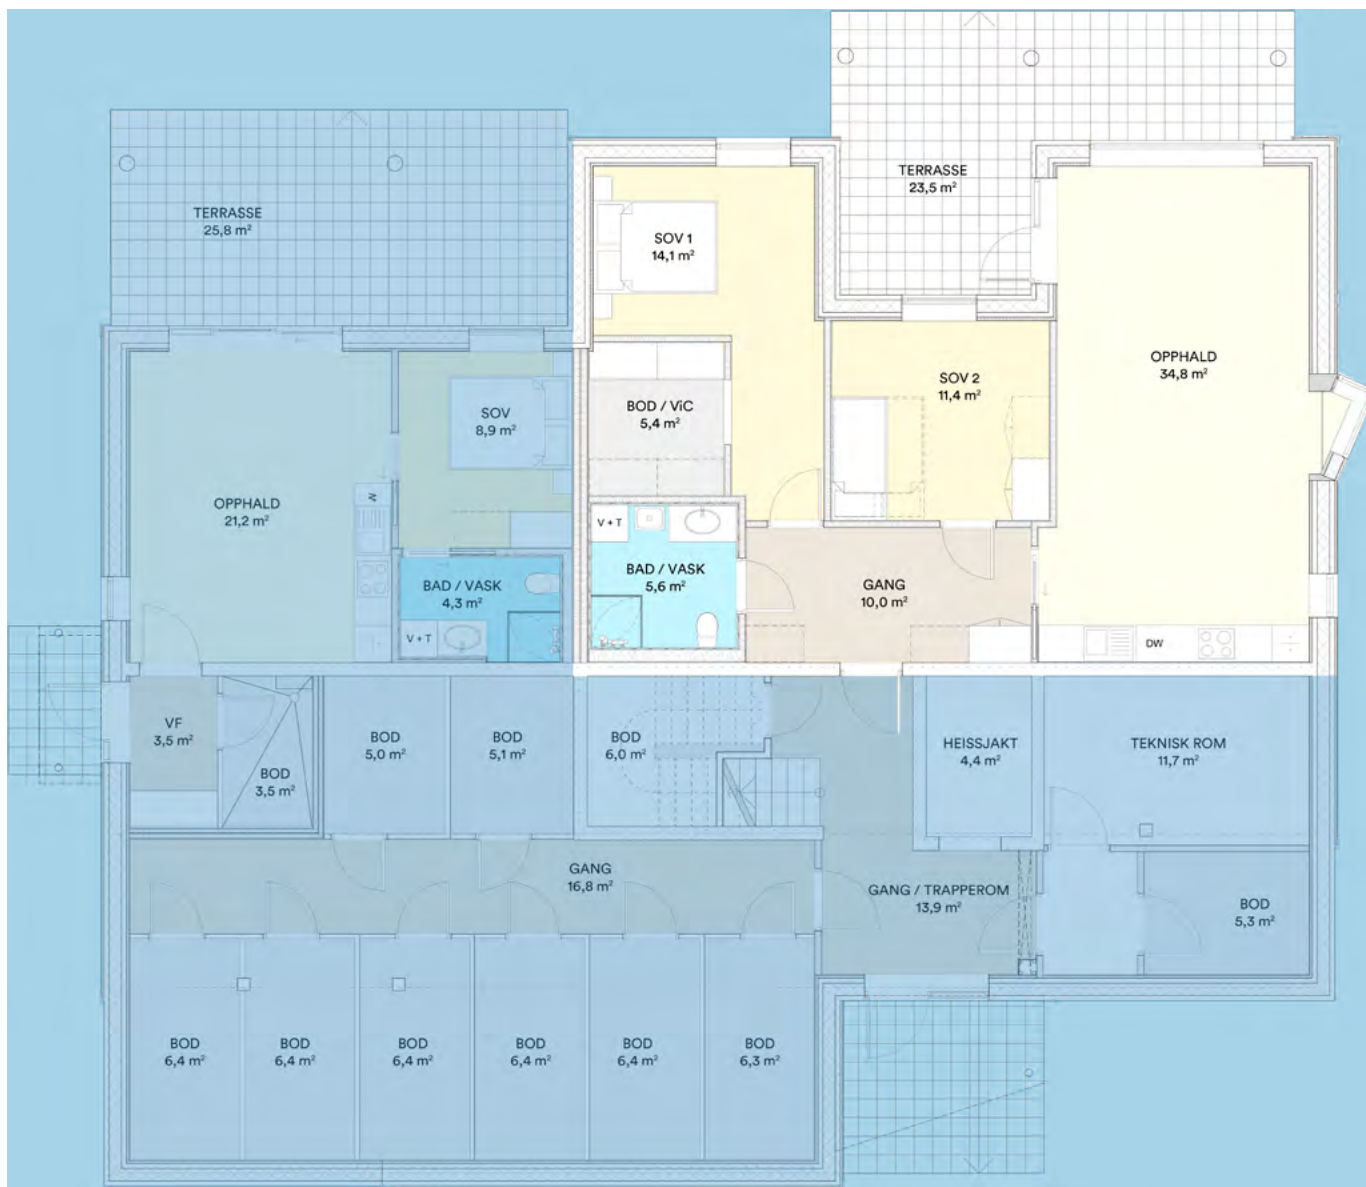 TERRASSE
23,5 m²
TERRASSE
25,8 m²
SOV 1
14,1 m²
OPPHALD
34,8 m²
SOV 2
11,4 m²
BOD / ViC
5,4 m²
SOV
8,9 m²
OPPHALD
21,2 m²
V + T
BAD / VASK
5,6 m²
BAD / VASK
4,3 m²
GANG
10,0 m²
V + T
DW
VF
3,5 m²
BOD
3,5 m²
BOD
5,0 m²
BOD
5,1 m²
BOD
6,0 m²
HEISSJAKT
4,4 m²
TEKNISK ROM
11,7 m²
GANG
16,8 m²
GANG / TRAPPEROM
13,9 m²
BOD
5,3 m²
BOD
6,4 m²
BOD
6,4 m²
BOD
6,4 m²
BOD
6,4 m²
BOD
6,4 m²
BOD
6,3 m²